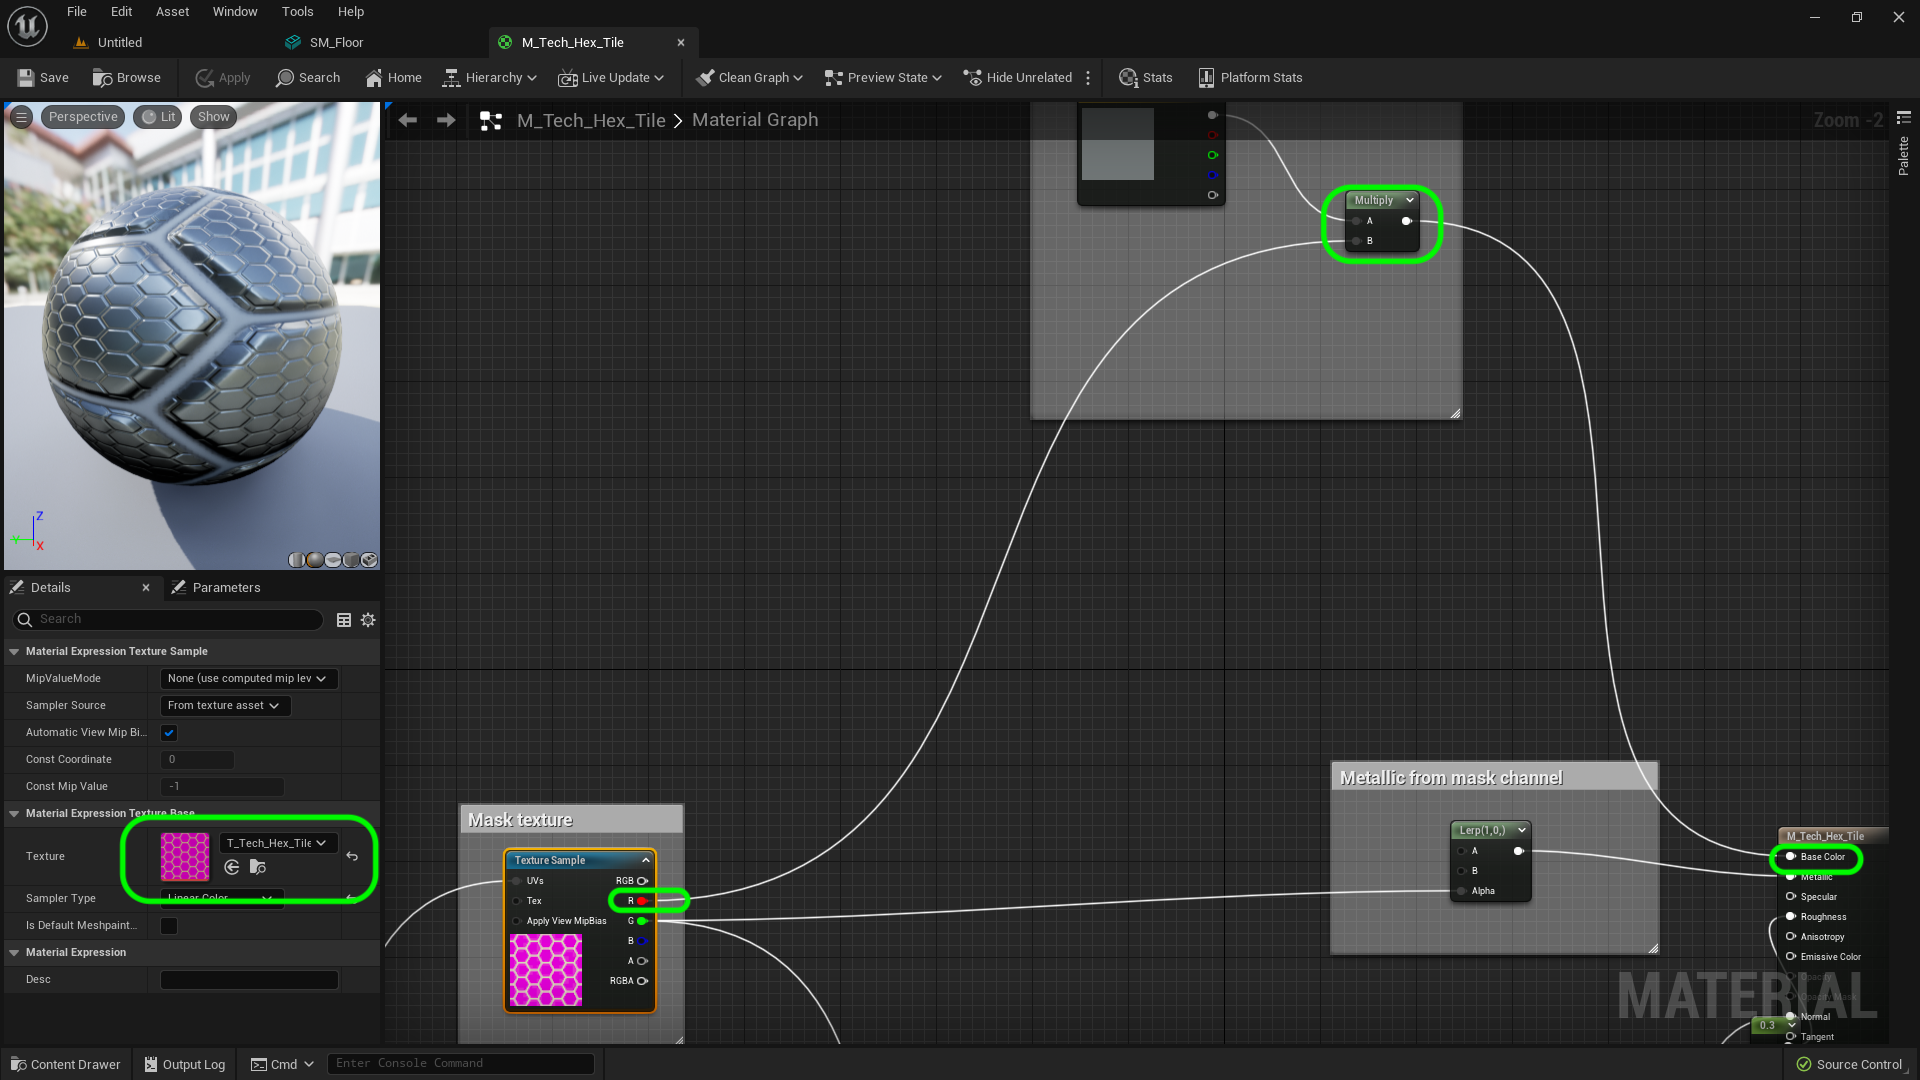 File Edit Asset Window Tools Help
Untitled SM_Floor M_Tech_Hex_Tile
Save Browse Apply Search Home Hierarchy Live Update Clean Graph Preview State Hide Unrelated Stats Platform Stats
Perspective Lit Show
M_Tech_Hex_Tile > Material Graph
Zoom -2
Palette
Multiply
A
B
Z
Y
X
Details Parameters
Search
Material Expression Texture Sample
MipValueMode None (use computed mip lev
Sampler Source From texture asset
Automatic View Mip Bi...
Const Coordinate 0
Const Mip Value -1
Material Expression Texture Base
Texture T_Tech_Hex_Tile
Sampler Type Linear Color
Is Default Meshpaint...
Material Expression
Desc
Mask texture
Texture Sample
UVs RGB
Tex R
Apply View MipBias G
B
A
RGBA
Metallic from mask channel
Lerp(1,0,)
A
B
Alpha
M_Tech_Hex_Tile
Base Color
Metallic
Specular
Roughness
Anisotropy
Emissive Color
Opacity
Opacity Mask
Normal
Tangent
0.3
MATERIAL
Content Drawer Output Log Cmd Enter Console Command Source Control